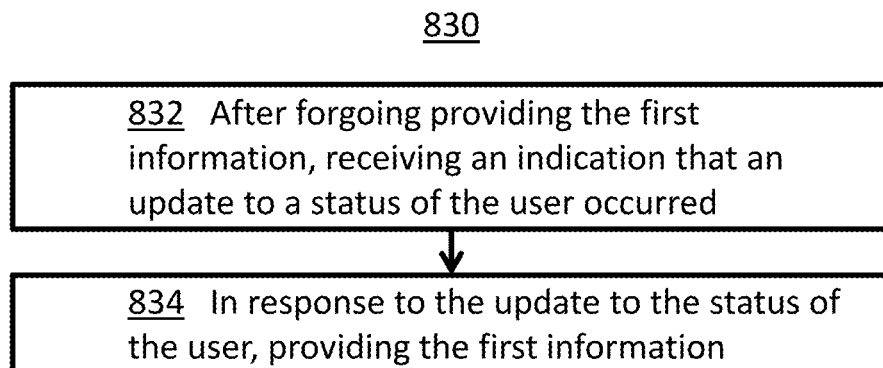 830
832 After forgoing providing the first
information, receiving an indication that an
update to a status of the user occurred
834 In response to the update to the status of
the user, providing the first information